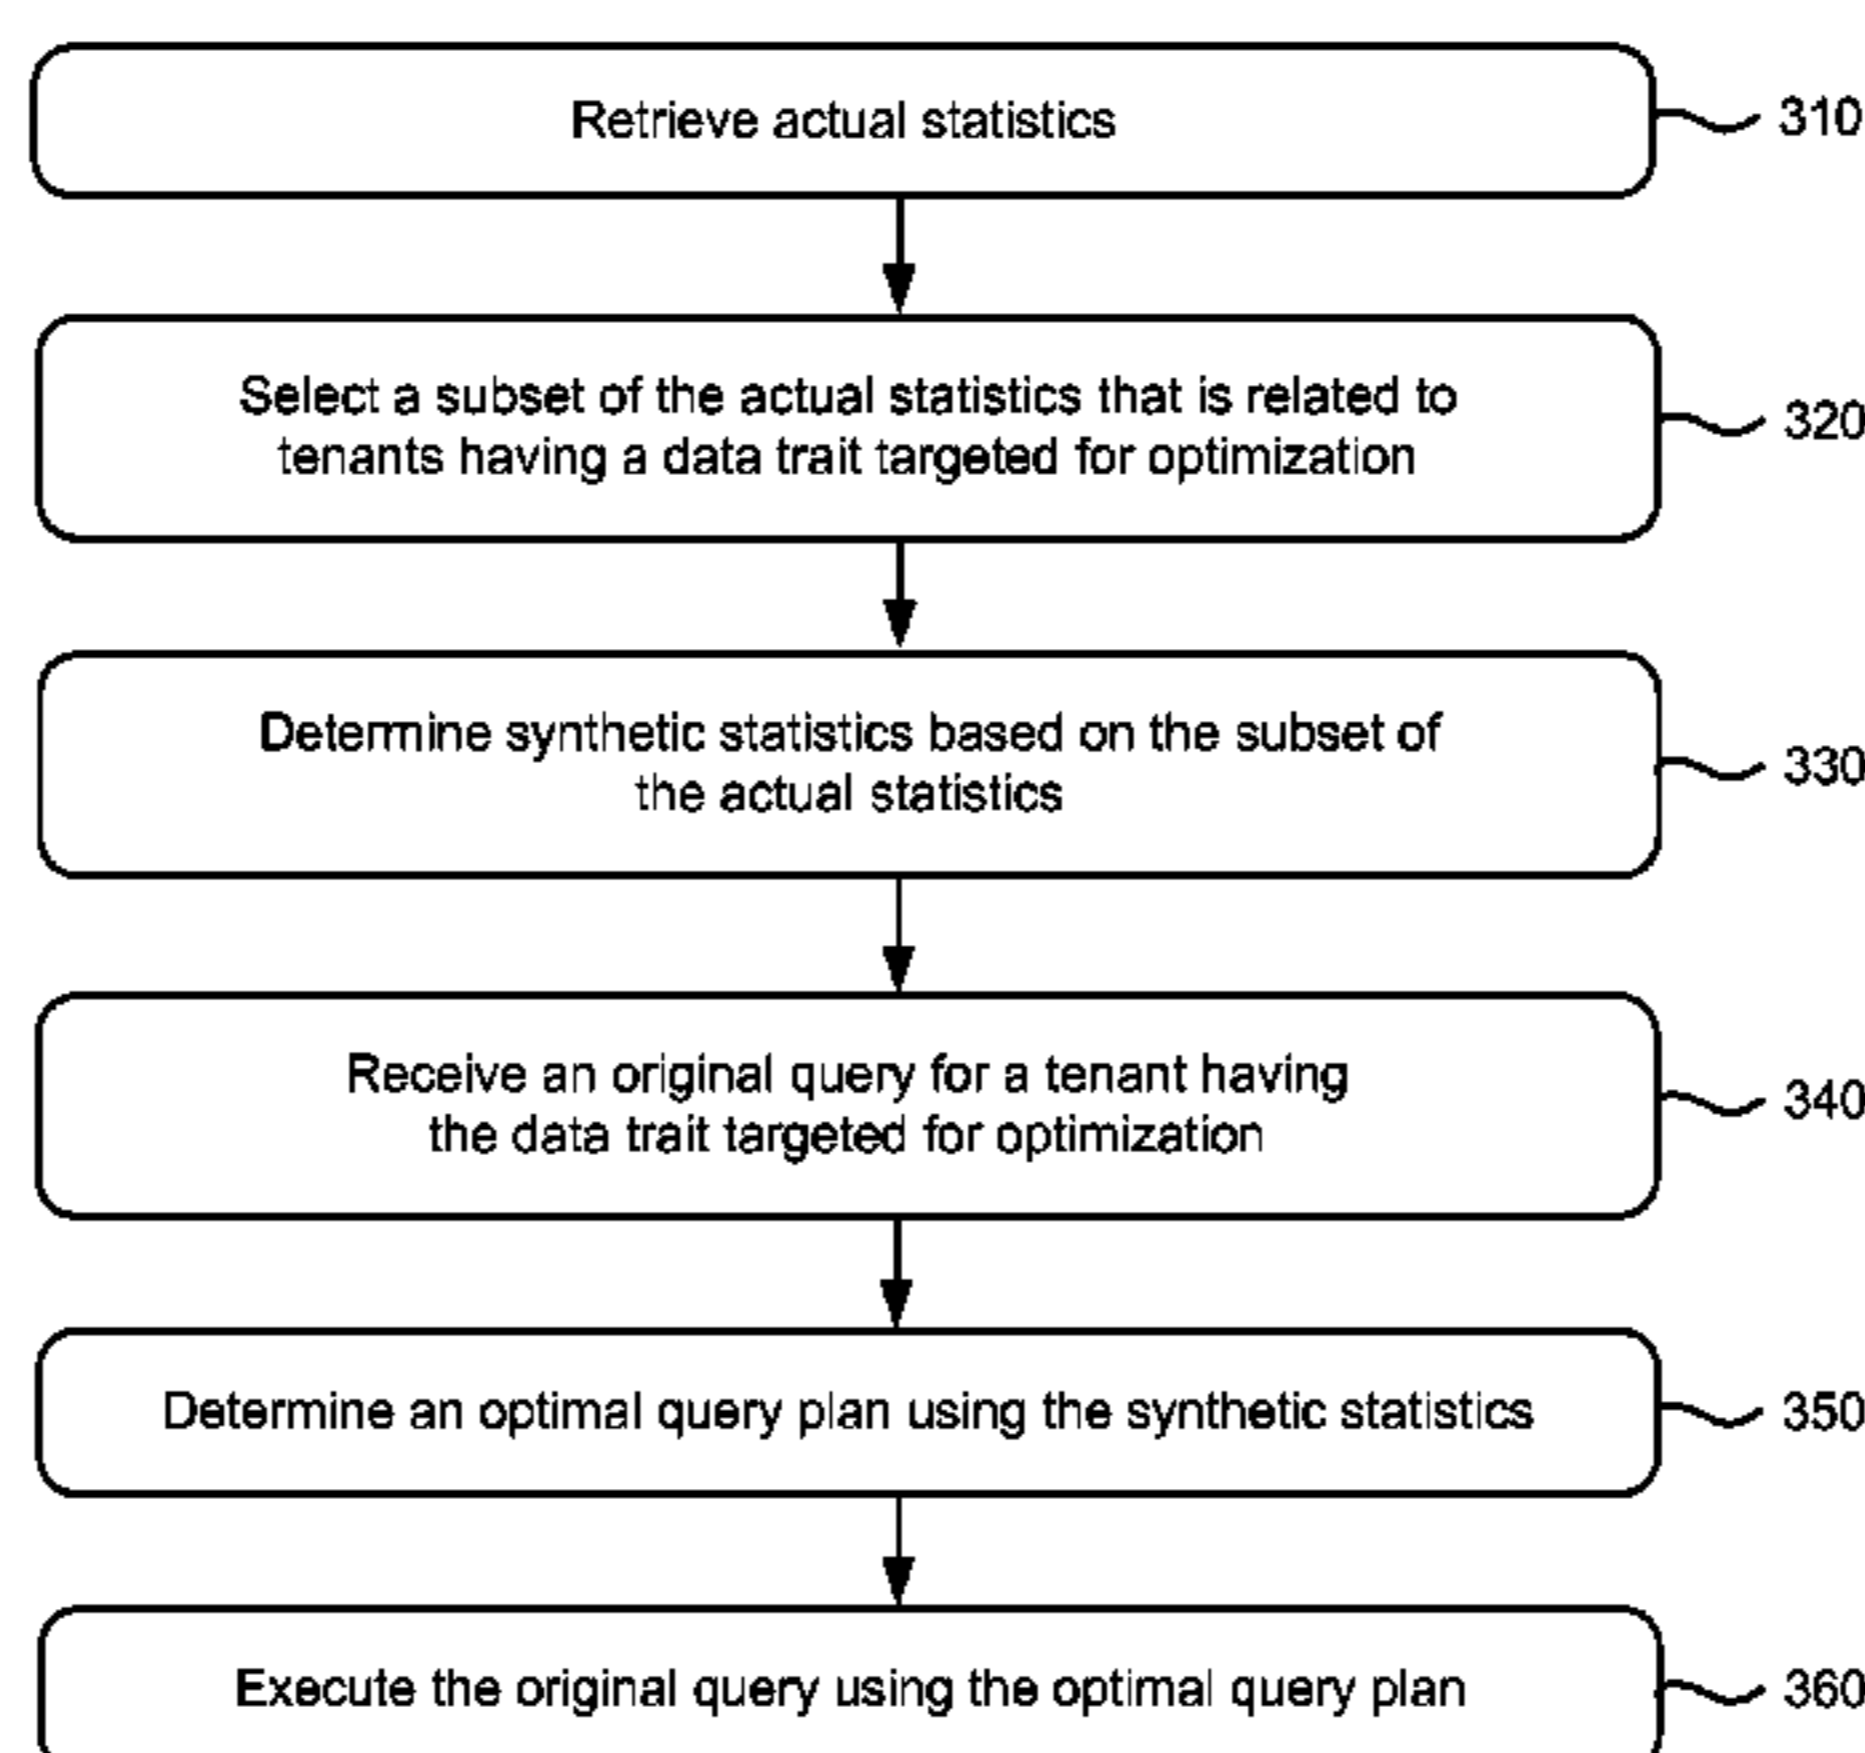 Retrieve actual statistics
310
Select a subset of the actual statistics that is related to
tenants having a data trait targeted for optimization
320
Determine synthetic statistics based on the subset of
the actual statistics
330
Receive an original query for a tenant having
the data trait targeted for optimization
340
Determine an optimal query plan using the synthetic statistics
350
Execute the original query using the optimal query plan
360